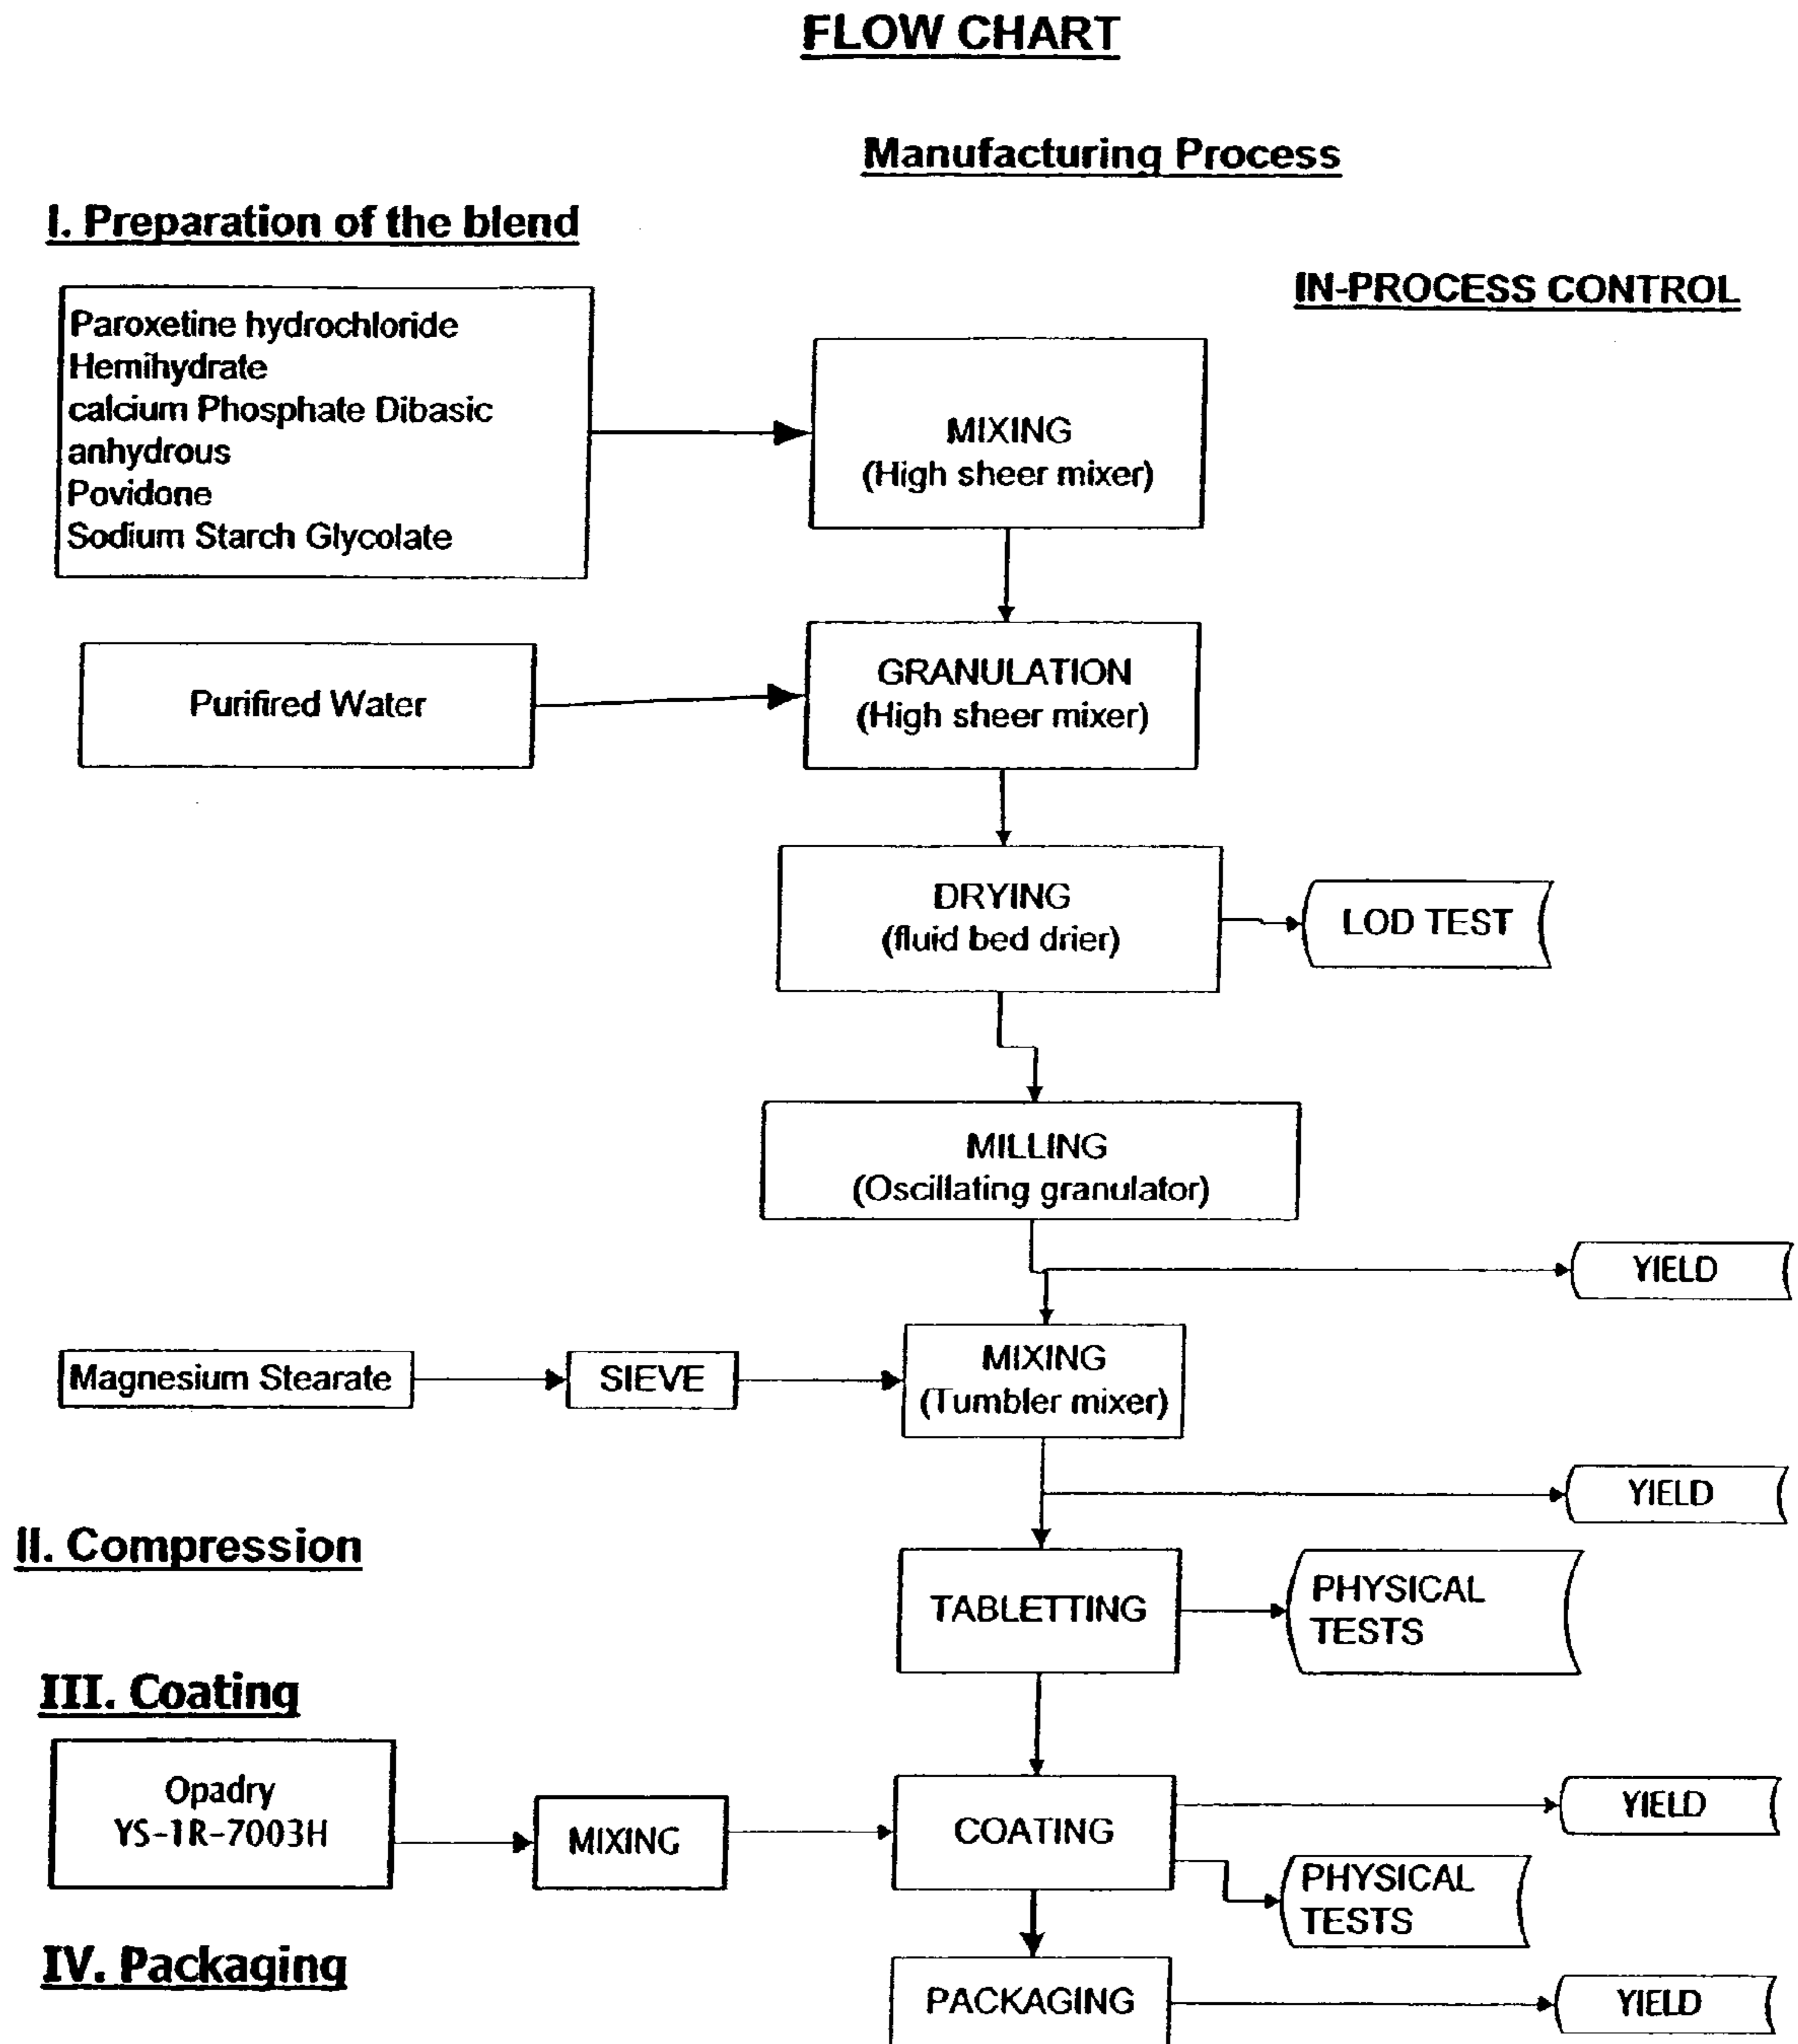 FLOW CHART
Manufacturing Process
I. Preparation of the blend
IN-PROCESS CONTROL
Paroxetine hydrochloride
Hemihydrate
calcium Phosphate Dibasic
anhydrous
Povidone
Sodium Starch Glycolate
MIXING
(High sheer mixer)
Purifired Water
GRANULATION
(High sheer mixer)
DRYING
(fluid bed drier)
LOD TEST
MILLING
(Oscillating granulator)
YIELD
Magnesium Stearate
SIEVE
MIXING
(Tumbler mixer)
YIELD
II. Compression
TABLETTING
PHYSICAL
TESTS
III. Coating
Opadry
YS-1R-7003H
MIXING
COATING
YIELD
PHYSICAL
TESTS
IV. Packaging
PACKAGING
YIELD